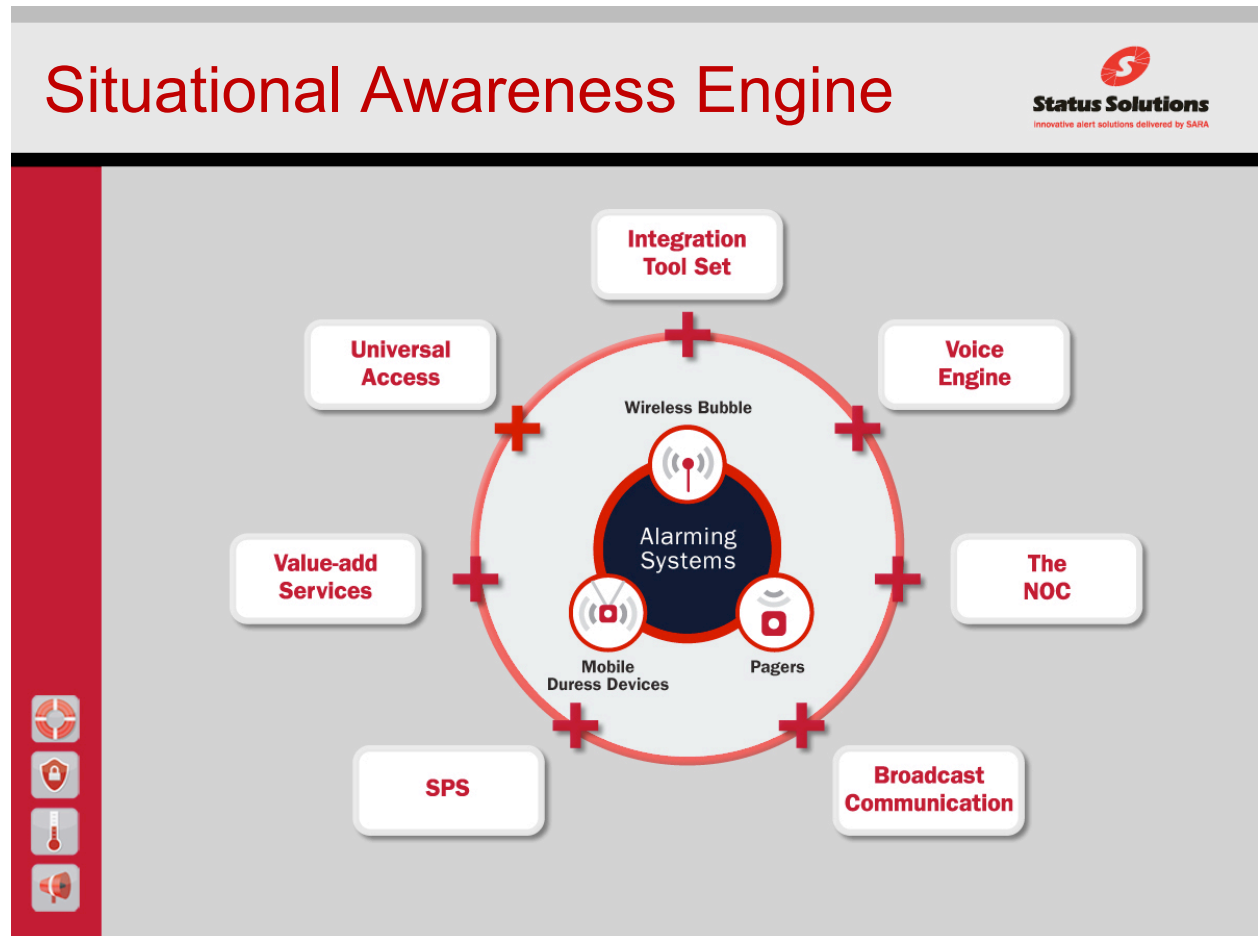 Situational Awareness Engine
S
Status Solutions
Innovative alert solutions delivered by SARA
Integration
Tool Set
Universal
Access
Voice
Engine
Wireless Bubble
Alarming
Systems
Value-add
Services
The
NOC
Mobile
Duress Devices
Pagers
SPS
Broadcast
Communication